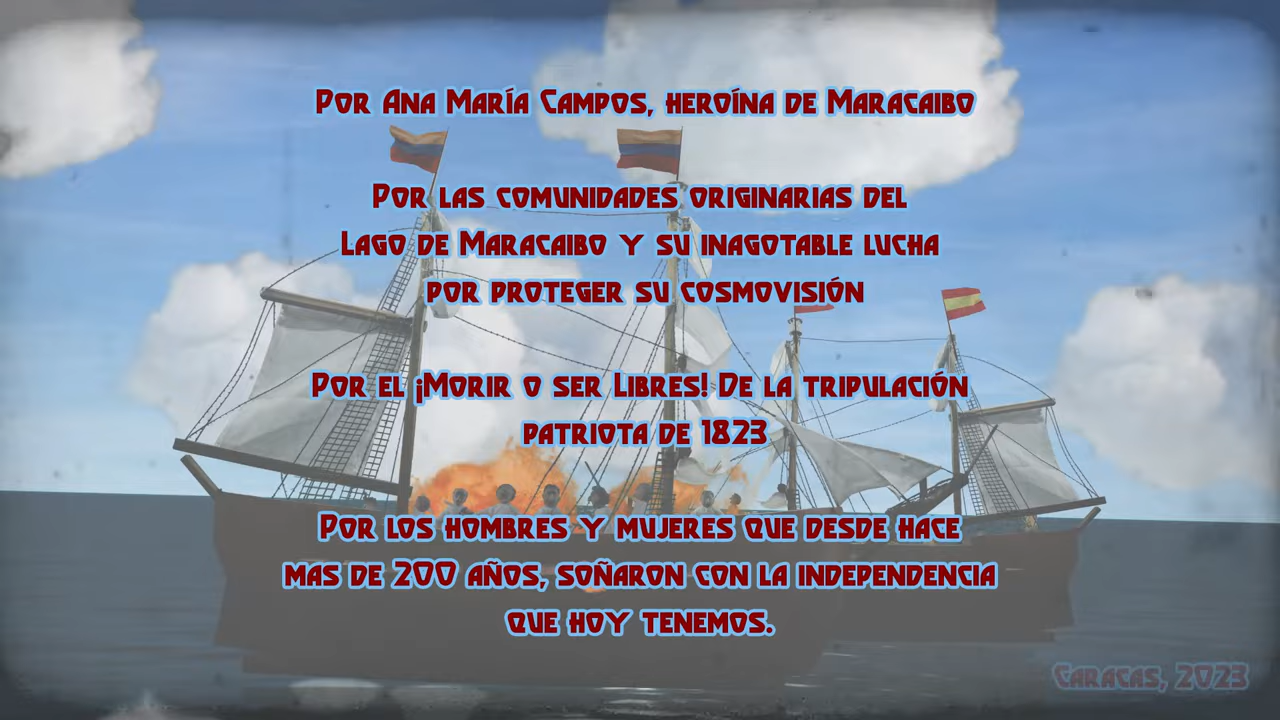 Por Ana María Campos, heroína de Maracaibo
Por las comunidades originarias del
Lago de Maracaibo y su inagotable lucha
por proteger su cosmovisión
Por el ¡Morir o ser Libres! De la tripulación
patriota de 1823
Por los hombres y mujeres que desde hace
mas de 200 años, soñaron con la independencia
que hoy tenemos.
Caracas, 2023